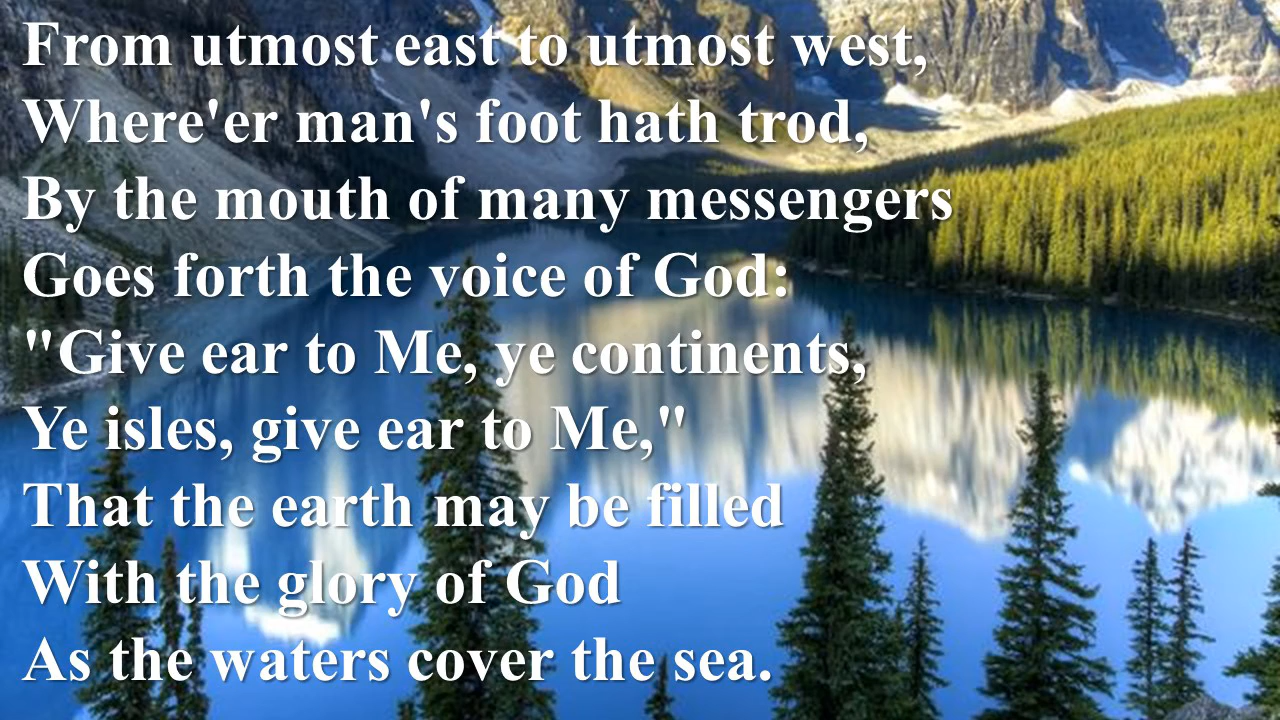 From utmost east to utmost west,
Where'er man's foot hath trod,
By the mouth of many messengers
Goes forth the voice of God:
"Give ear to Me, ye continents,
Ye isles, give ear to Me,"
That the earth may be filled
With the glory of God
As the waters cover the sea.